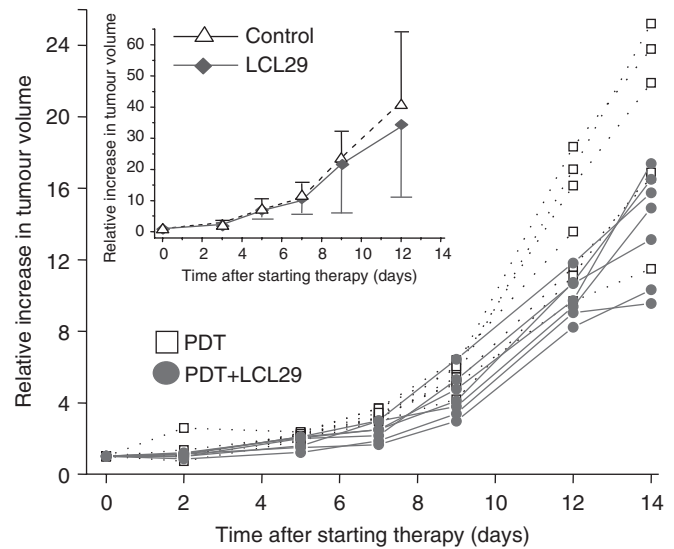 Relative increase in tumour volume
28
24
20
16
12
8
4
0
0 2 4 6 8 10 12 14
Time after starting therapy (days)
PDT
PDT+LCL29
Relative increase in tumour volume
60
50
40
30
20
10
0
0 2 4 6 8 10 12 14
Time after starting therapy (days)
Control
LCL29